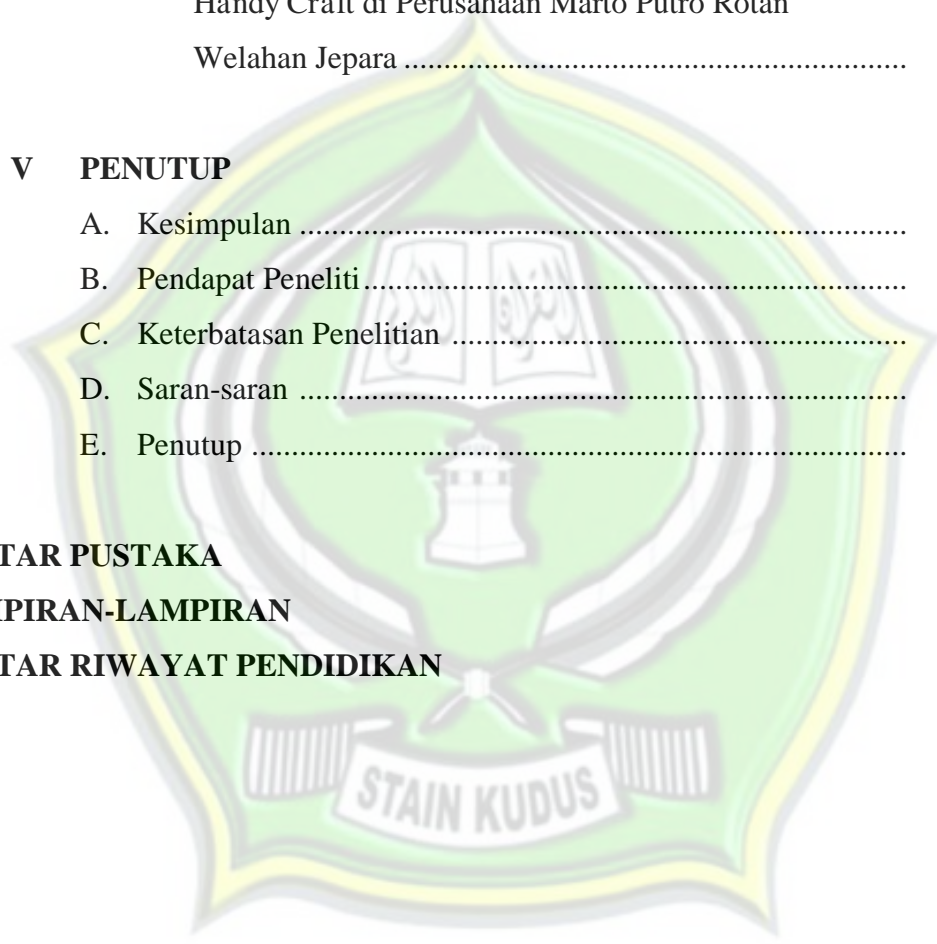 Handy Craft di Perusahaan Marto Putro Rotan
Welahan Jepara ................................................................
V PENUTUP
A. Kesimpulan .............................................................................
B. Pendapat Peneliti .....................................................................
C. Keterbatasan Penelitian ..........................................................
D. Saran-saran .............................................................................
E. Penutup ...................................................................................
TAR PUSTAKA
PIRAN-LAMPIRAN
TAR RIWAYAT PENDIDIKAN
STAIN KUDUS